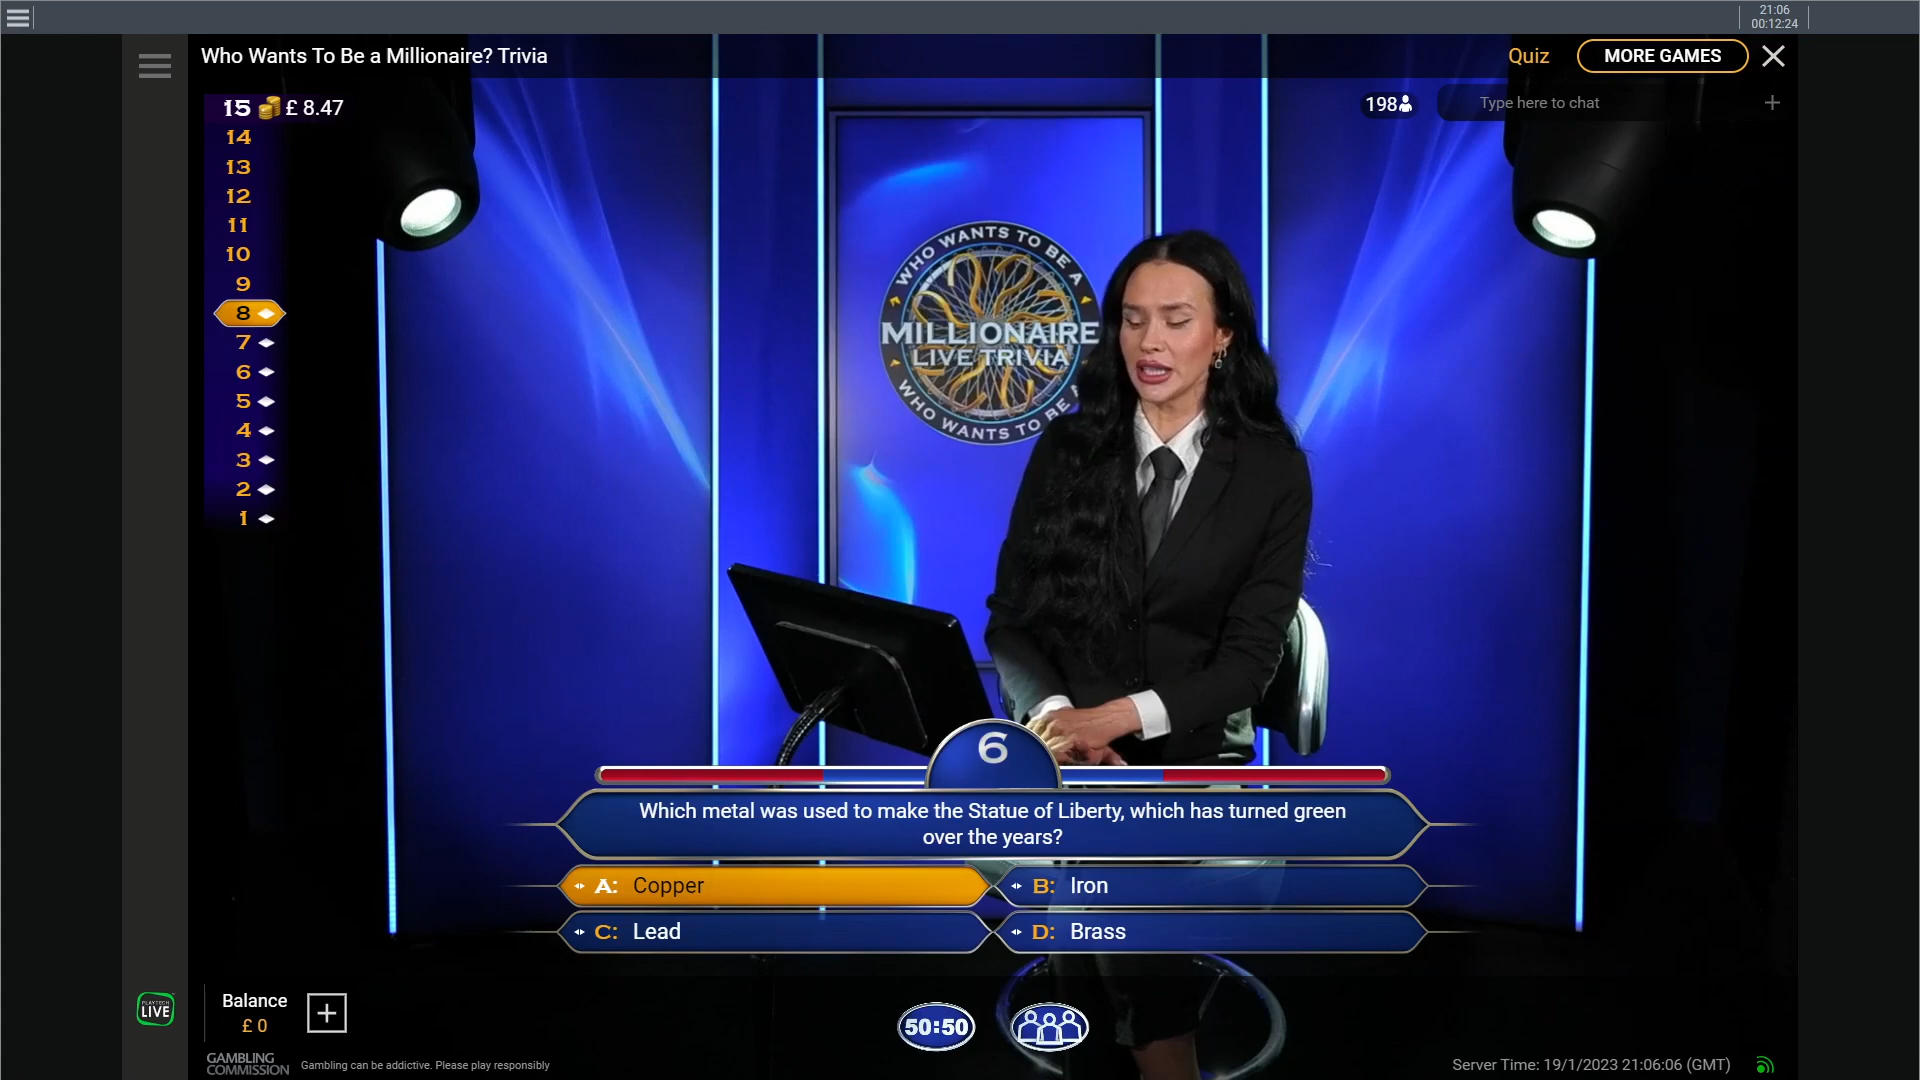 21:06
00:12:24
Who Wants To Be a Millionaire? Trivia
Quiz
MORE GAMES
15 £ 8.47
198
Type here to chat
14
13
12
11
10
9
8
7
6
5
4
3
2
1
WHO WANTS TO BE A
MILLIONAIRE
LIVE TRIVIA
WHO WANTS TO BE A
6
Which metal was used to make the Statue of Liberty, which has turned green
over the years?
A: Copper
B: Iron
C: Lead
D: Brass
PLAYTECH
LIVE
Balance
£ 0
50:50
GAMBLING
COMMISSION
Gambling can be addictive. Please play responsibly
Server Time: 19/1/2023 21:06:06 (GMT)